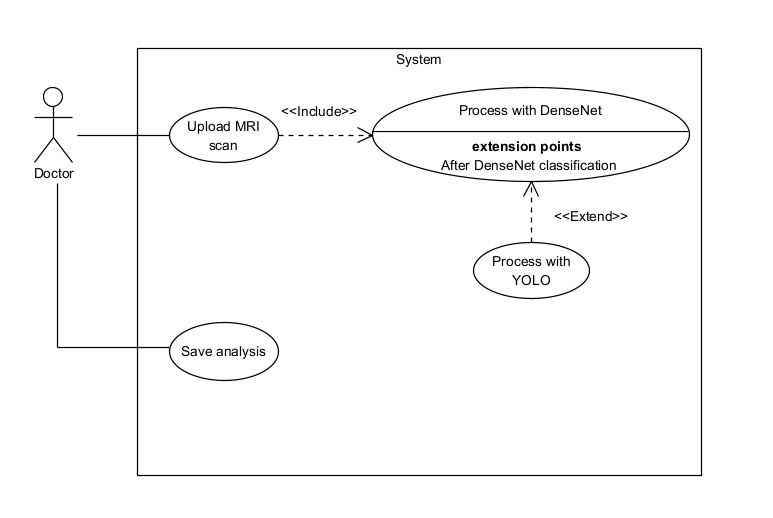 System
<<Include>>
Process with DenseNet
Upload MRI
scan
extension points
After DenseNet classification
Doctor
<<Extend>>
Process with
YOLO
Save analysis